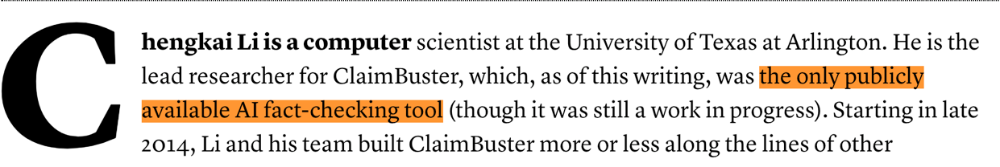 Chengkai Li is a computer scientist at the University of Texas at Arlington. He is the
lead researcher for ClaimBuster, which, as of this writing, was the only publicly
available AI fact-checking tool (though it was still a work in progress). Starting in late
2014, Li and his team built ClaimBuster more or less along the lines of other